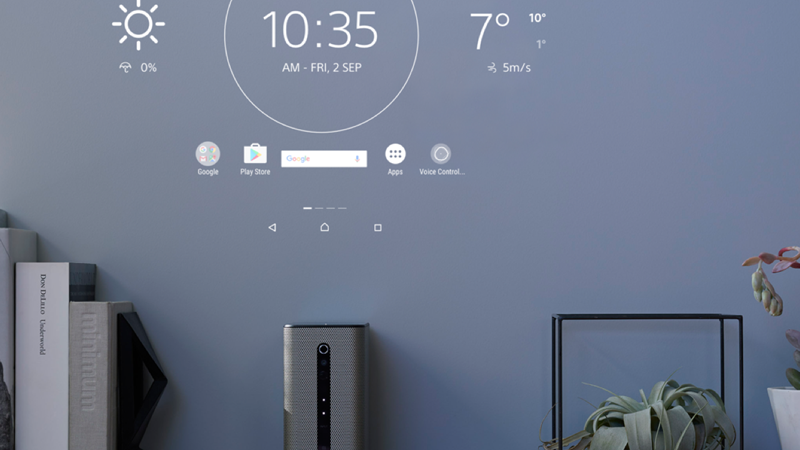 10:35
AM - FRI, 2 SEP
0%
7°
10°
1°
5m/s
Google
Play Store
Google
Apps
Voice Control...
DON DELILLO Underworld
minimum